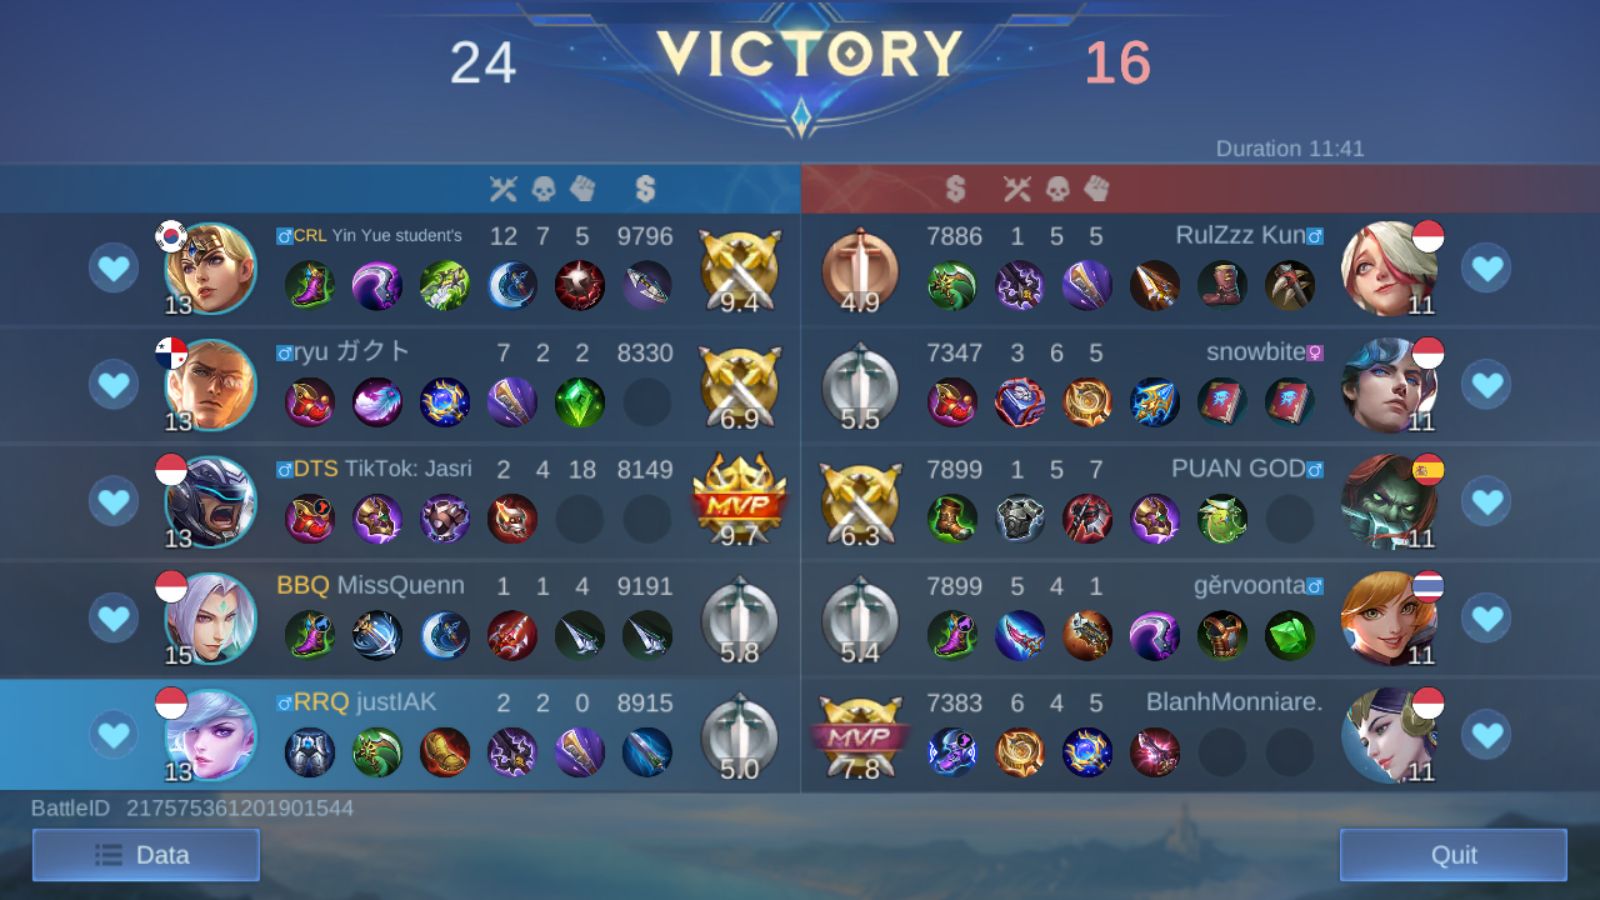 24 VICTORY 16
Duration 11:41
CRL Yin Yue student's 12 7 5 9796
13 9.4
4.9 7886 1 5 5 RulZzz Kun
11
ryu ガクト 7 2 2 8330
13 6.9
5.5 7347 3 6 5 snowbite
11
DTS TikTok: Jasri 2 4 18 8149
13 MVP 9.7
6.3 7899 1 5 7 PUAN GOD
11
BBQ MissQuenn 1 1 4 9191
15 5.8
5.4 7899 5 4 1 gěrvoonta
11
RRQ justIAK 2 2 0 8915
13 5.0
MVP 7.8 7383 6 4 5 BlanhMonniare.
11
BattleID 217575361201901544
Data
Quit